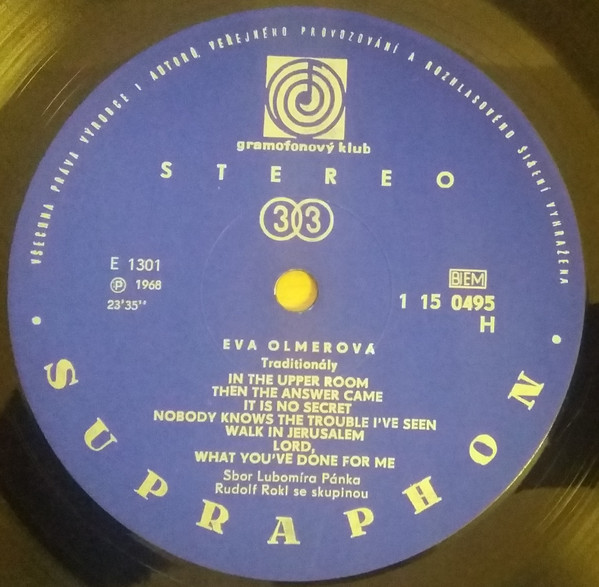 VŠECHNA PRÁVA VÝROBCE I AUTORŮ, VEŘEJNÉHO PROVOZOVÁNÍ A ROZHLASOVÉHO ŠÍŘENÍ VYHRAŽENA
gramofonový klub
STEREO
33
E 1301
Ⓟ 1968
23'35''
BIEM
1 15 0495
H
EVA OLMEROVÁ
Traditionály
IN THE UPPER ROOM
THEN THE ANSWER CAME
IT IS NO SECRET
NOBODY KNOWS THE TROUBLE I'VE SEEN
WALK IN JERUSALEM
LORD,
WHAT YOU'VE DONE FOR ME
Sbor Lubomíra Pánka
Rudolf Rokl se skupinou
• SUPRAPHON •